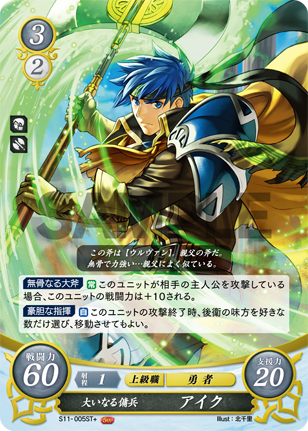 3
2
SAMPLE
この斧は【ウルヴァン】 親父の斧だ。
無骨で力強い…親父によく似ている。
無骨なる大斧 常 このユニットが相手の主人公を攻撃している
場合、このユニットの戦闘力は+10される。
豪胆な指揮 自 このユニットの攻撃終了時、後衛の味方を好き
な数だけ選び、移動させてもよい。
戦闘力 60
射程 1 上級職 勇者
支援力 20
大いなる傭兵 アイク
S11-005ST+ Illust:北千里